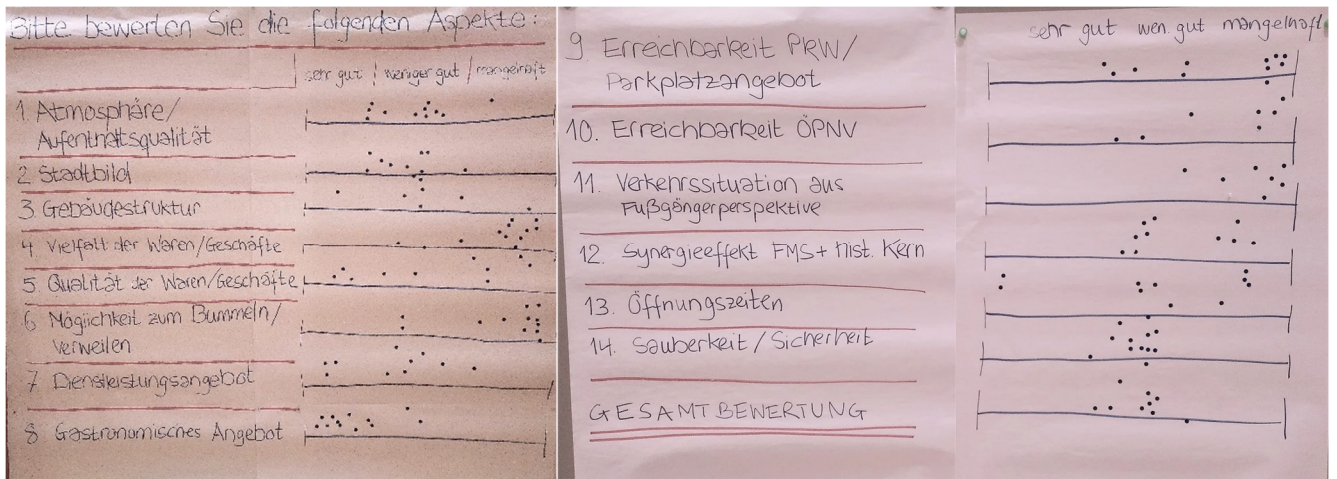 Bitte bewerten Sie die folgenden Aspekte:
sehr gut | weniger gut | mangelhaft
1. Atmosphäre/
Aufenthaltsqualität
2. Stadtbild
3. Gebäudestruktur
4. Vielfalt der Waren/Geschäfte
5. Qualität der Waren/Geschäfte
6. Möglichkeit zum Bummeln/
Verweilen
7. Dienstleistungsangebot
8. Gastronomisches Angebot
9. Erreichbarkeit PKW/
Parkplatzangebot
10. Erreichbarkeit ÖPNV
11. Verkehrssituation aus
Fußgängerperspektive
12. Synergieeffekt FMS + hist. Kern
13. Öffnungszeiten
14. Sauberkeit / Sicherheit
GESAMTBEWERTUNG
sehr gut wen. gut mangelhaft